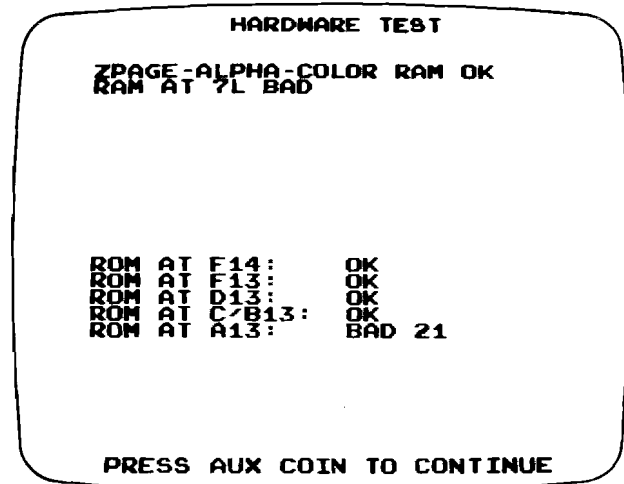 HARDWARE TEST
ZPAGE-ALPHA-COLOR RAM OK
RAM AT 7L BAD
ROM AT F14: OK
ROM AT F13: OK
ROM AT D13: OK
ROM AT C/B13: OK
ROM AT A13: BAD 21
PRESS AUX COIN TO CONTINUE